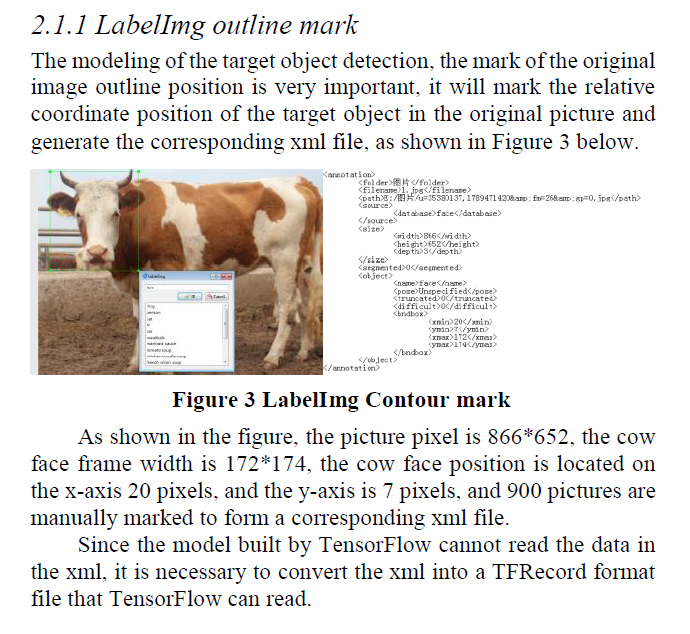 2.1.1 LabelImg outline mark
The modeling of the target object detection, the mark of the original
image outline position is very important, it will mark the relative
coordinate position of the target object in the original picture and
generate the corresponding xml file, as shown in Figure 3 below.
<annotation>
<folder>图片</folder>
<filename>1.jpg</filename>
<path>E:/图片/u=35380137,1789471420&amp;fm=26&amp;gp=0.jpg</path>
<source>
<database>face</database>
</source>
<size>
<width>866</width>
<height>652</height>
<depth>3</depth>
</size>
<segmented>0</segmented>
<object>
<name>face</name>
<pose>Unspecified</pose>
<truncated>0</truncated>
<difficult>0</difficult>
<bndbox>
<xmin>20</xmin>
<ymin>7</ymin>
<xmax>172</xmax>
<ymax>174</ymax>
</bndbox>
</object>
</annotation>
labelImg
Cancel
dog
person
cat
tv
car
meatballs
marinara sauce
tomato soup
chicken noodle soup
french onion soup
Figure 3 LabelImg Contour mark
As shown in the figure, the picture pixel is 866*652, the cow
face frame width is 172*174, the cow face position is located on
the x-axis 20 pixels, and the y-axis is 7 pixels, and 900 pictures are
manually marked to form a corresponding xml file.
Since the model built by TensorFlow cannot read the data in
the xml, it is necessary to convert the xml into a TFRecord format
file that TensorFlow can read.